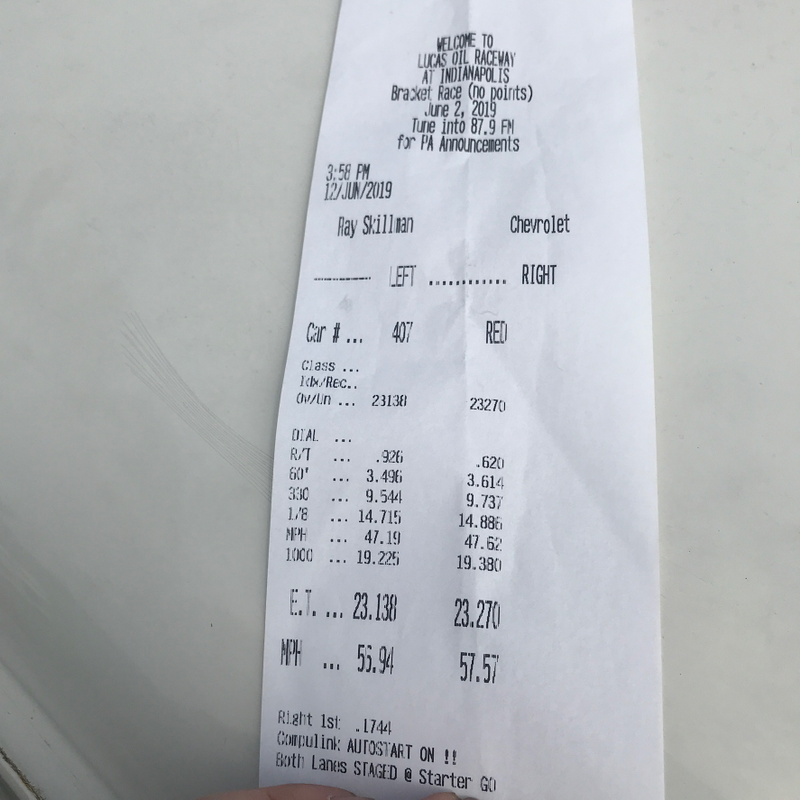 WELCOME TO
LUCAS OIL RACEWAY
AT INDIANAPOLIS
Bracket Race (no points)
June 2, 2019
Tune into 87.9 FM
for PA Announcements
3:58 PM
12/JUN/2019
Ray Skillman Chevrolet
---------- LEFT ............ RIGHT
Car # ... 407 RED
Class ...
Idx/Rec..
Ov/Un ... 23138 23270
DIAL ...
R/T ... .926 .620
60' ... 3.496 3.614
330 ... 9.544 9.737
1/8 ... 14.715 14.886
MPH ... 47.19 47.62
1000 ... 19.225 19.380
E.T. ... 23.138 23.270
MPH ... 56.94 57.57
Right 1st .1744
Compulink AUTOSTART ON !!
Both Lanes STAGED @ Starter GO